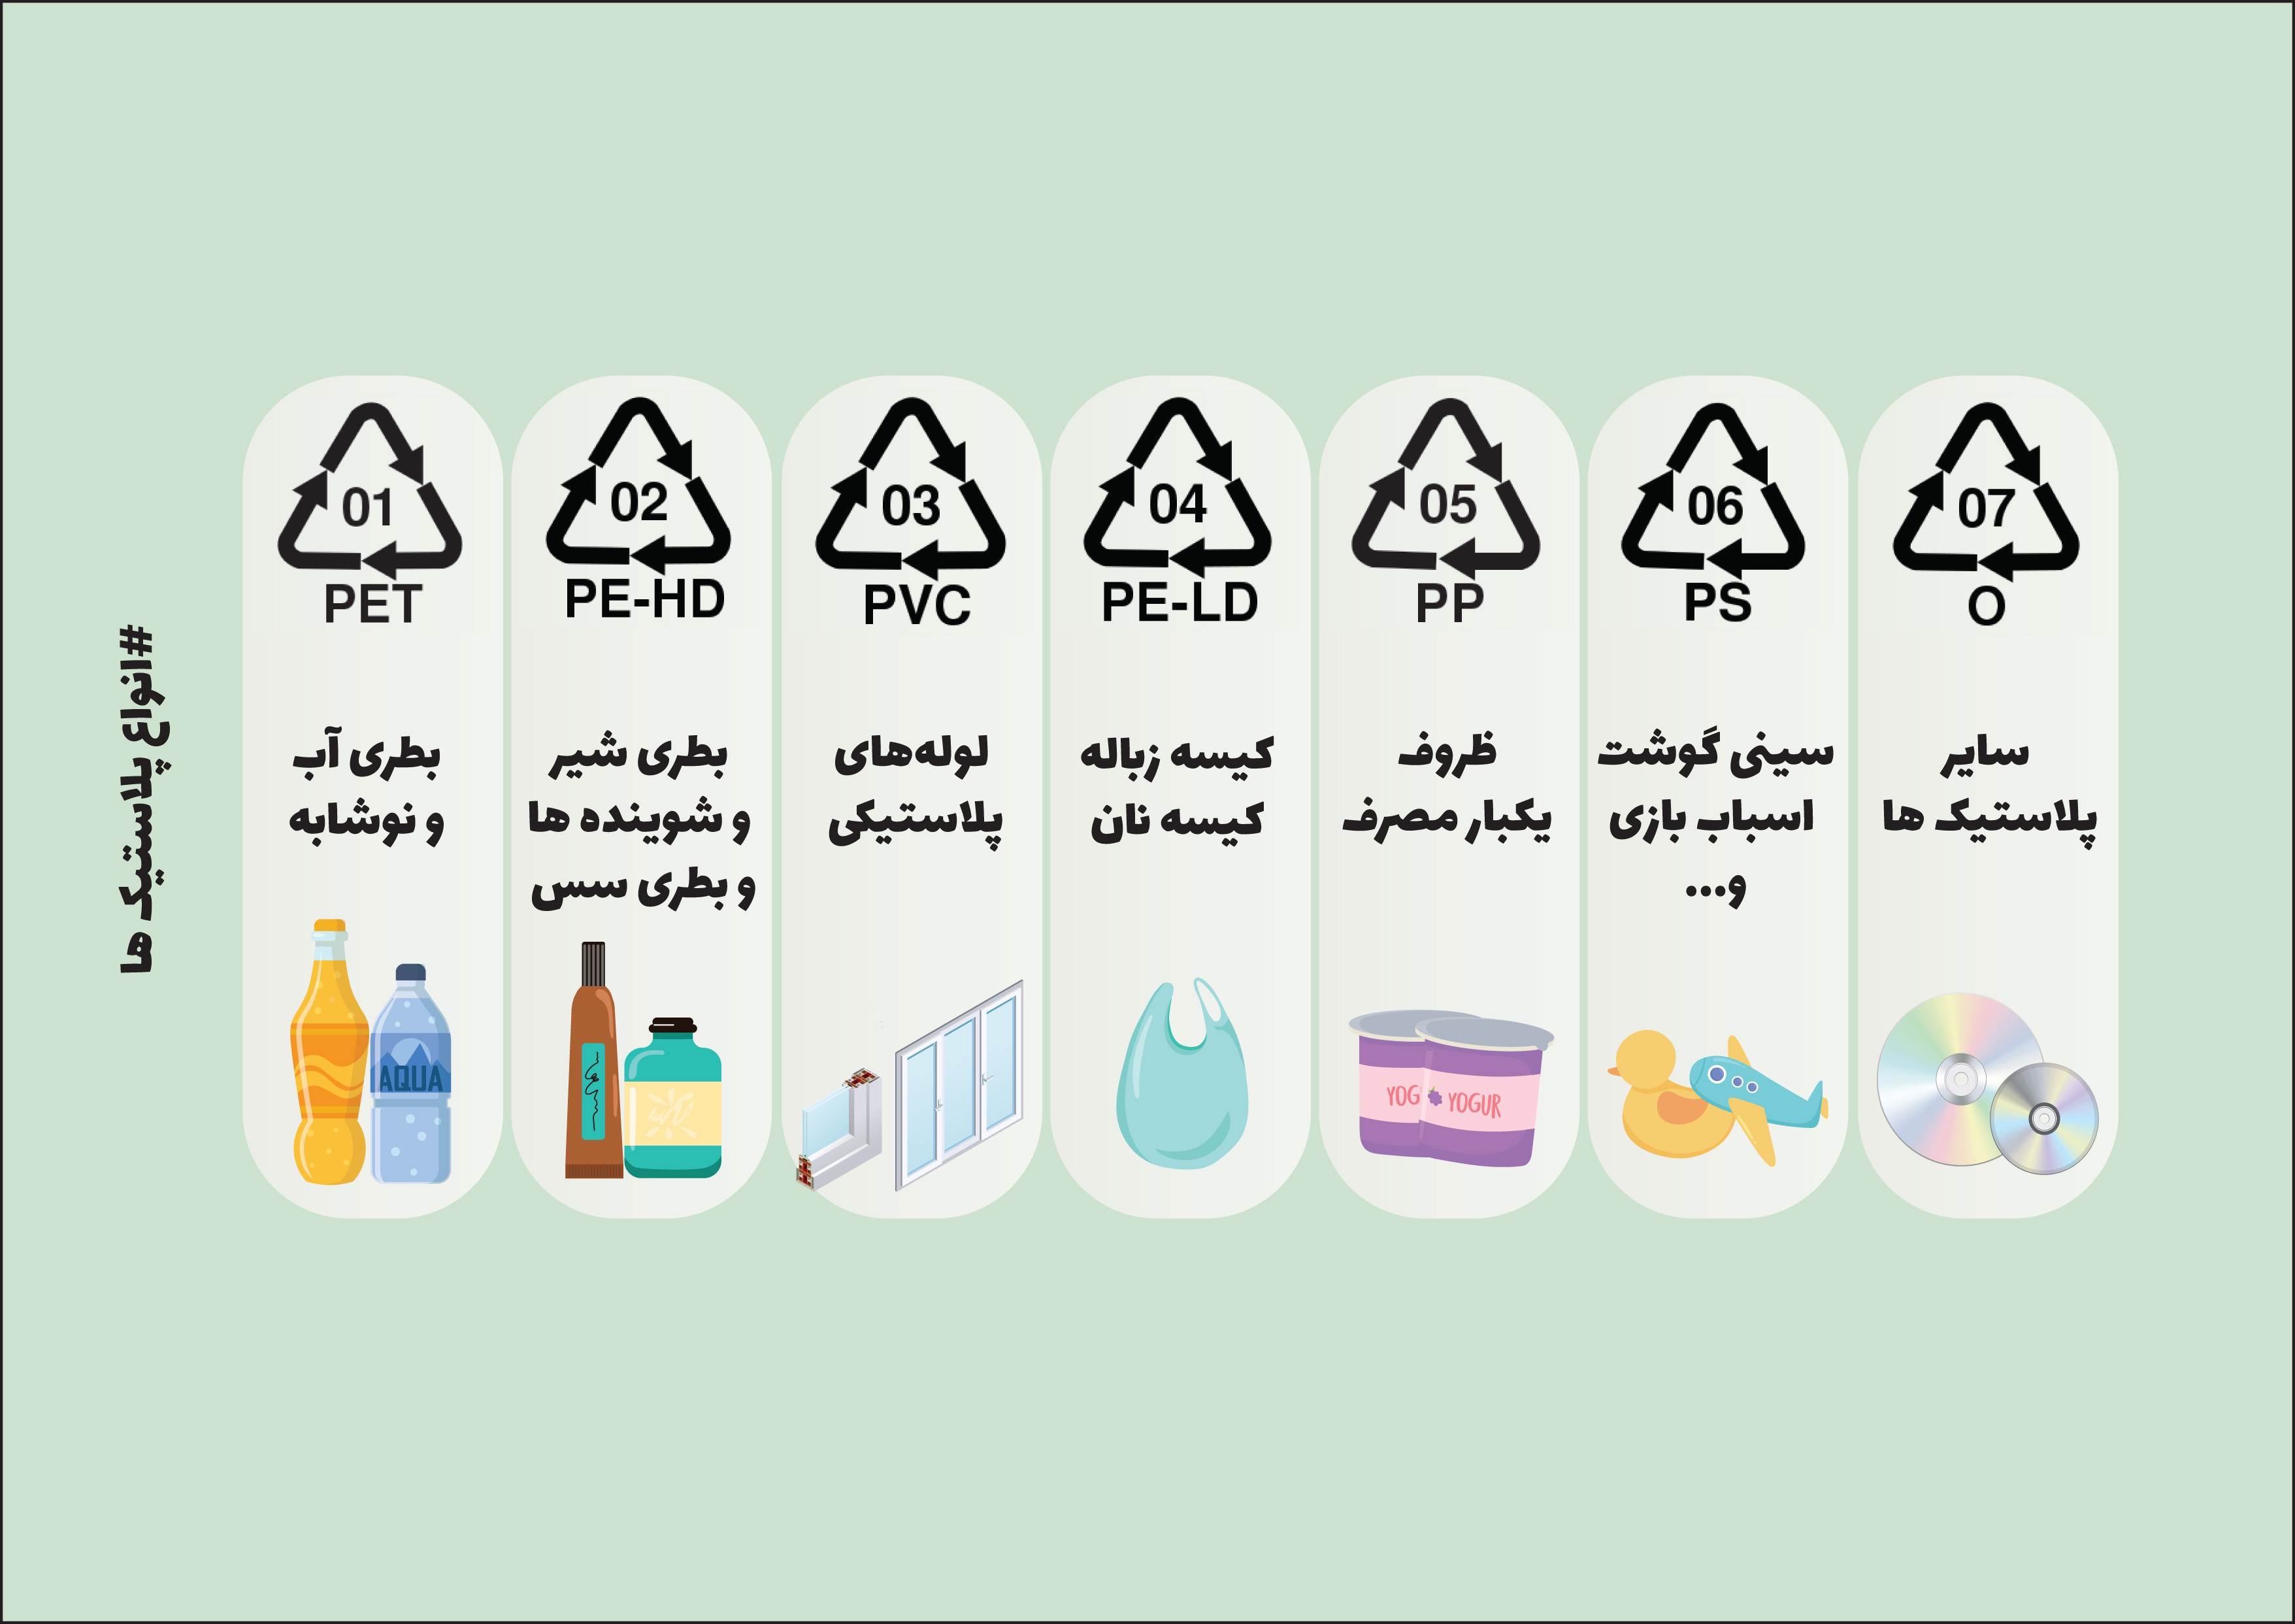 #انواع پلاستیک ها
01
PET
بطری آب
و نوشابه
AQUA
02
PE-HD
بطری شیر
و شوینده ها
و بطری سس
03
PVC
لوله‌های
پلاستیکی
04
PE-LD
کیسه زباله
کیسه نان
05
PP
ظروف
یکبار مصرف
YOG
YOGUR
06
PS
سینی گوشت
اسباب بازی
و...
07
O
سایر
پلاستیک ها